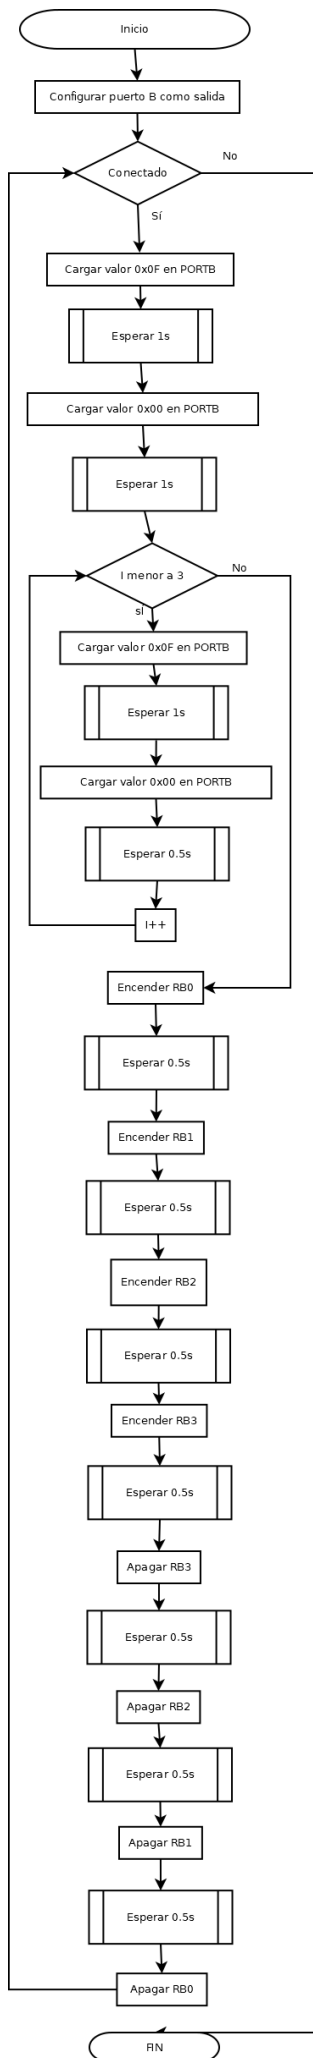 Inicio
Configurar puerto B como salida
Conectado
No
Sí
Cargar valor 0x0F en PORTB
Esperar 1s
Cargar valor 0x00 en PORTB
Esperar 1s
I menor a 3
No
sí
Cargar valor 0x0F en PORTB
Esperar 1s
Cargar valor 0x00 en PORTB
Esperar 0.5s
I++
Encender RB0
Esperar 0.5s
Encender RB1
Esperar 0.5s
Encender RB2
Esperar 0.5s
Encender RB3
Esperar 0.5s
Apagar RB3
Esperar 0.5s
Apagar RB2
Esperar 0.5s
Apagar RB1
Esperar 0.5s
Apagar RB0
FIN